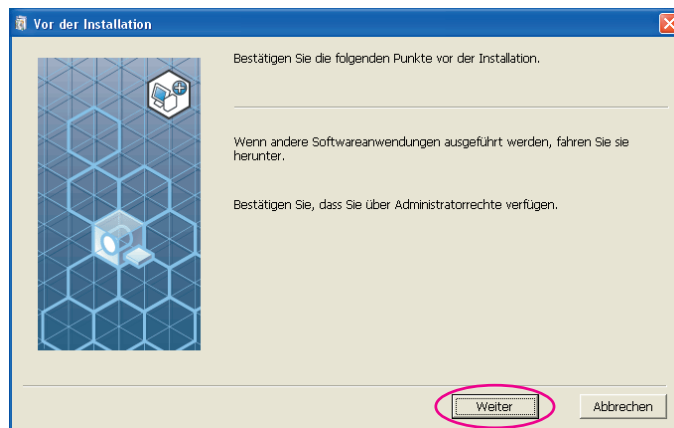 Vor der Installation
Bestätigen Sie die folgenden Punkte vor der Installation.
Wenn andere Softwareanwendungen ausgeführt werden, fahren Sie sie
herunter.
Bestätigen Sie, dass Sie über Administratorrechte verfügen.
Weiter
Abbrechen